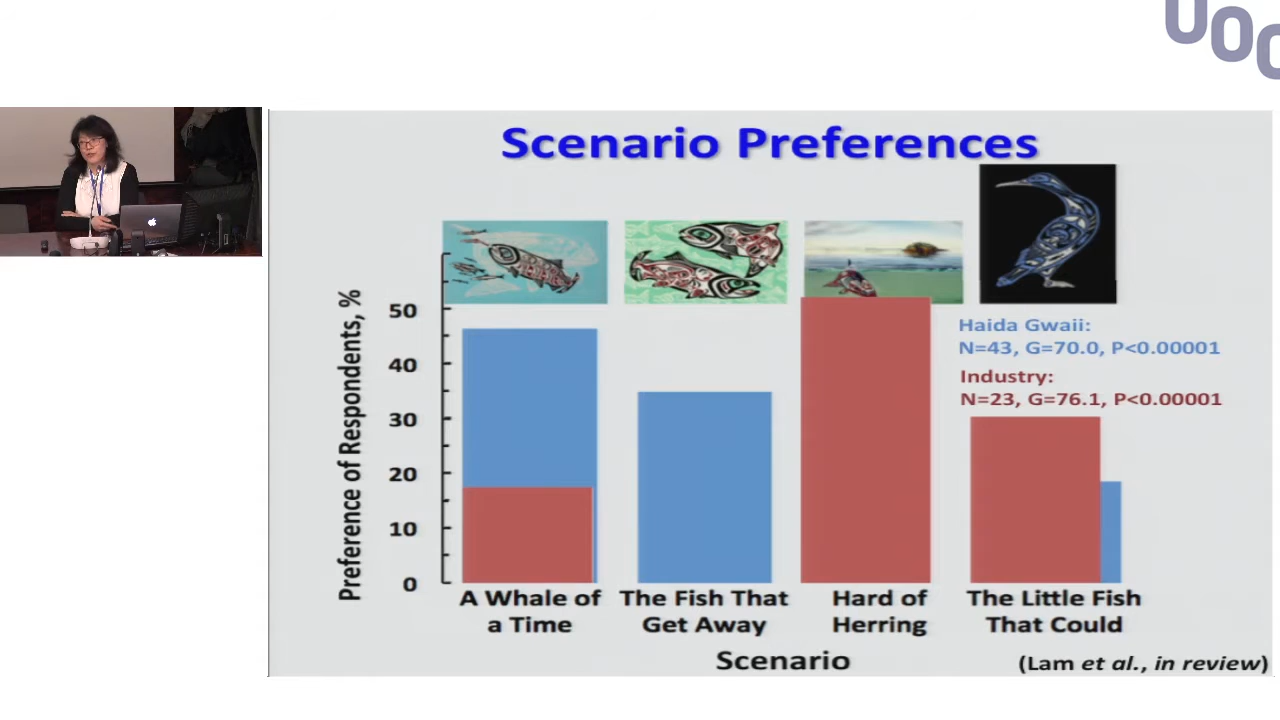 UOC
Scenario Preferences
Preference of Respondents, %
50
40
30
20
10
0
Haida Gwaii:
N=43, G=70.0, P<0.00001
Industry:
N=23, G=76.1, P<0.00001
A Whale of
a Time
The Fish That
Get Away
Hard of
Herring
The Little Fish
That Could
Scenario
(Lam et al., in review)